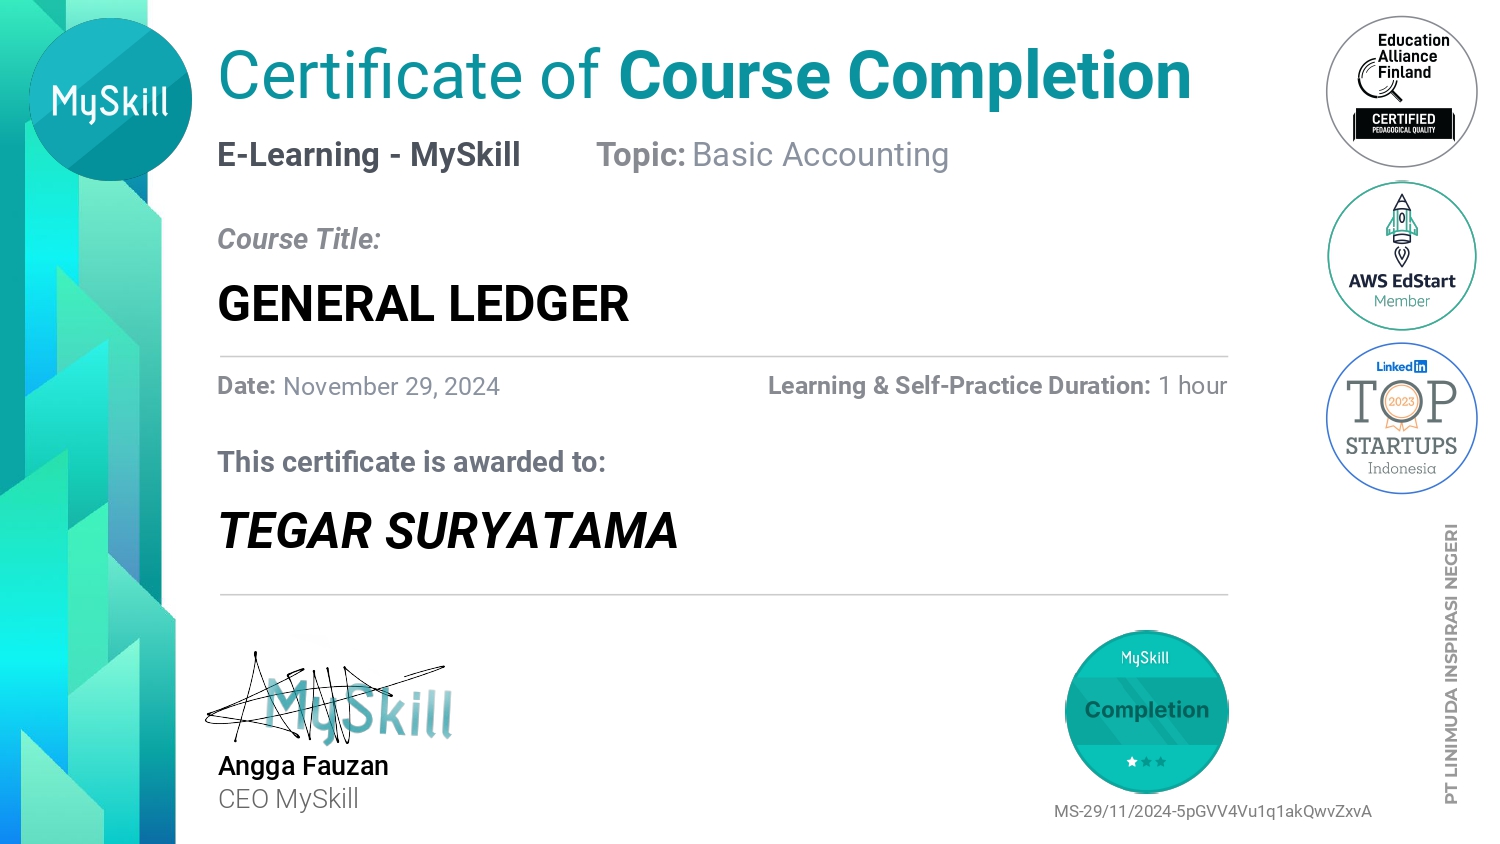 MySkill
Certificate of Course Completion
E-Learning - MySkill Topic: Basic Accounting
Course Title:
GENERAL LEDGER
Date: November 29, 2024 Learning & Self-Practice Duration: 1 hour
This certificate is awarded to:
TEGAR SURYATAMA
MySkill
Angga Fauzan
CEO MySkill
MySkill
Completion
MS-29/11/2024-5pGVV4Vu1q1akQwvZxvA
Education
Alliance
Finland
CERTIFIED
PEDAGOGICAL QUALITY
AWS EdStart
Member
Linked in
TOP
2023
STARTUPS
Indonesia
PT LINIMUDA INSPIRASI NEGERI